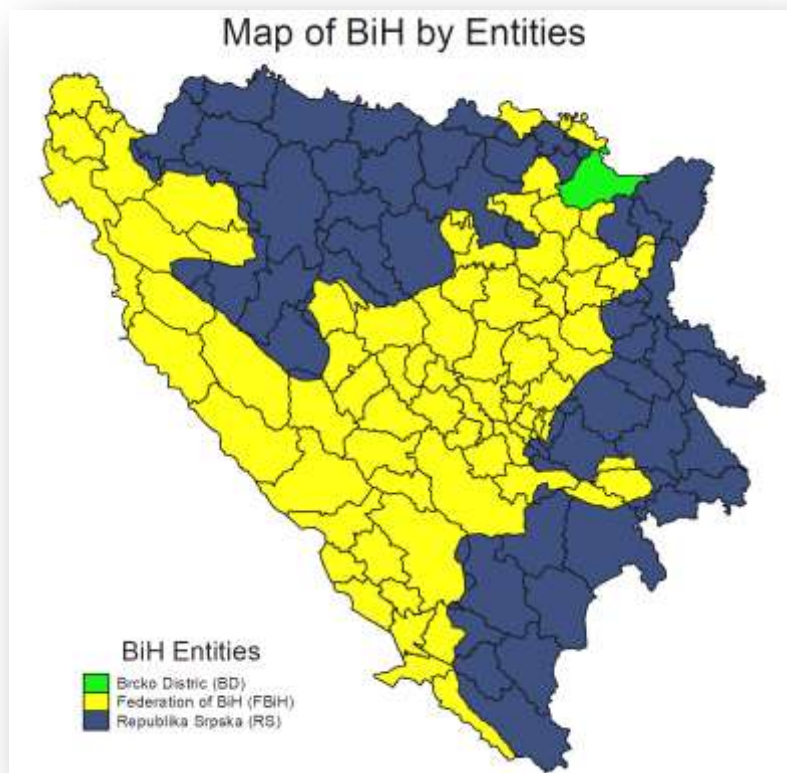 Map of BiH by Entities
BiH Entities
Brcko Distric (BD)
Federation of BiH (FBiH)
Republika Srpska (RS)